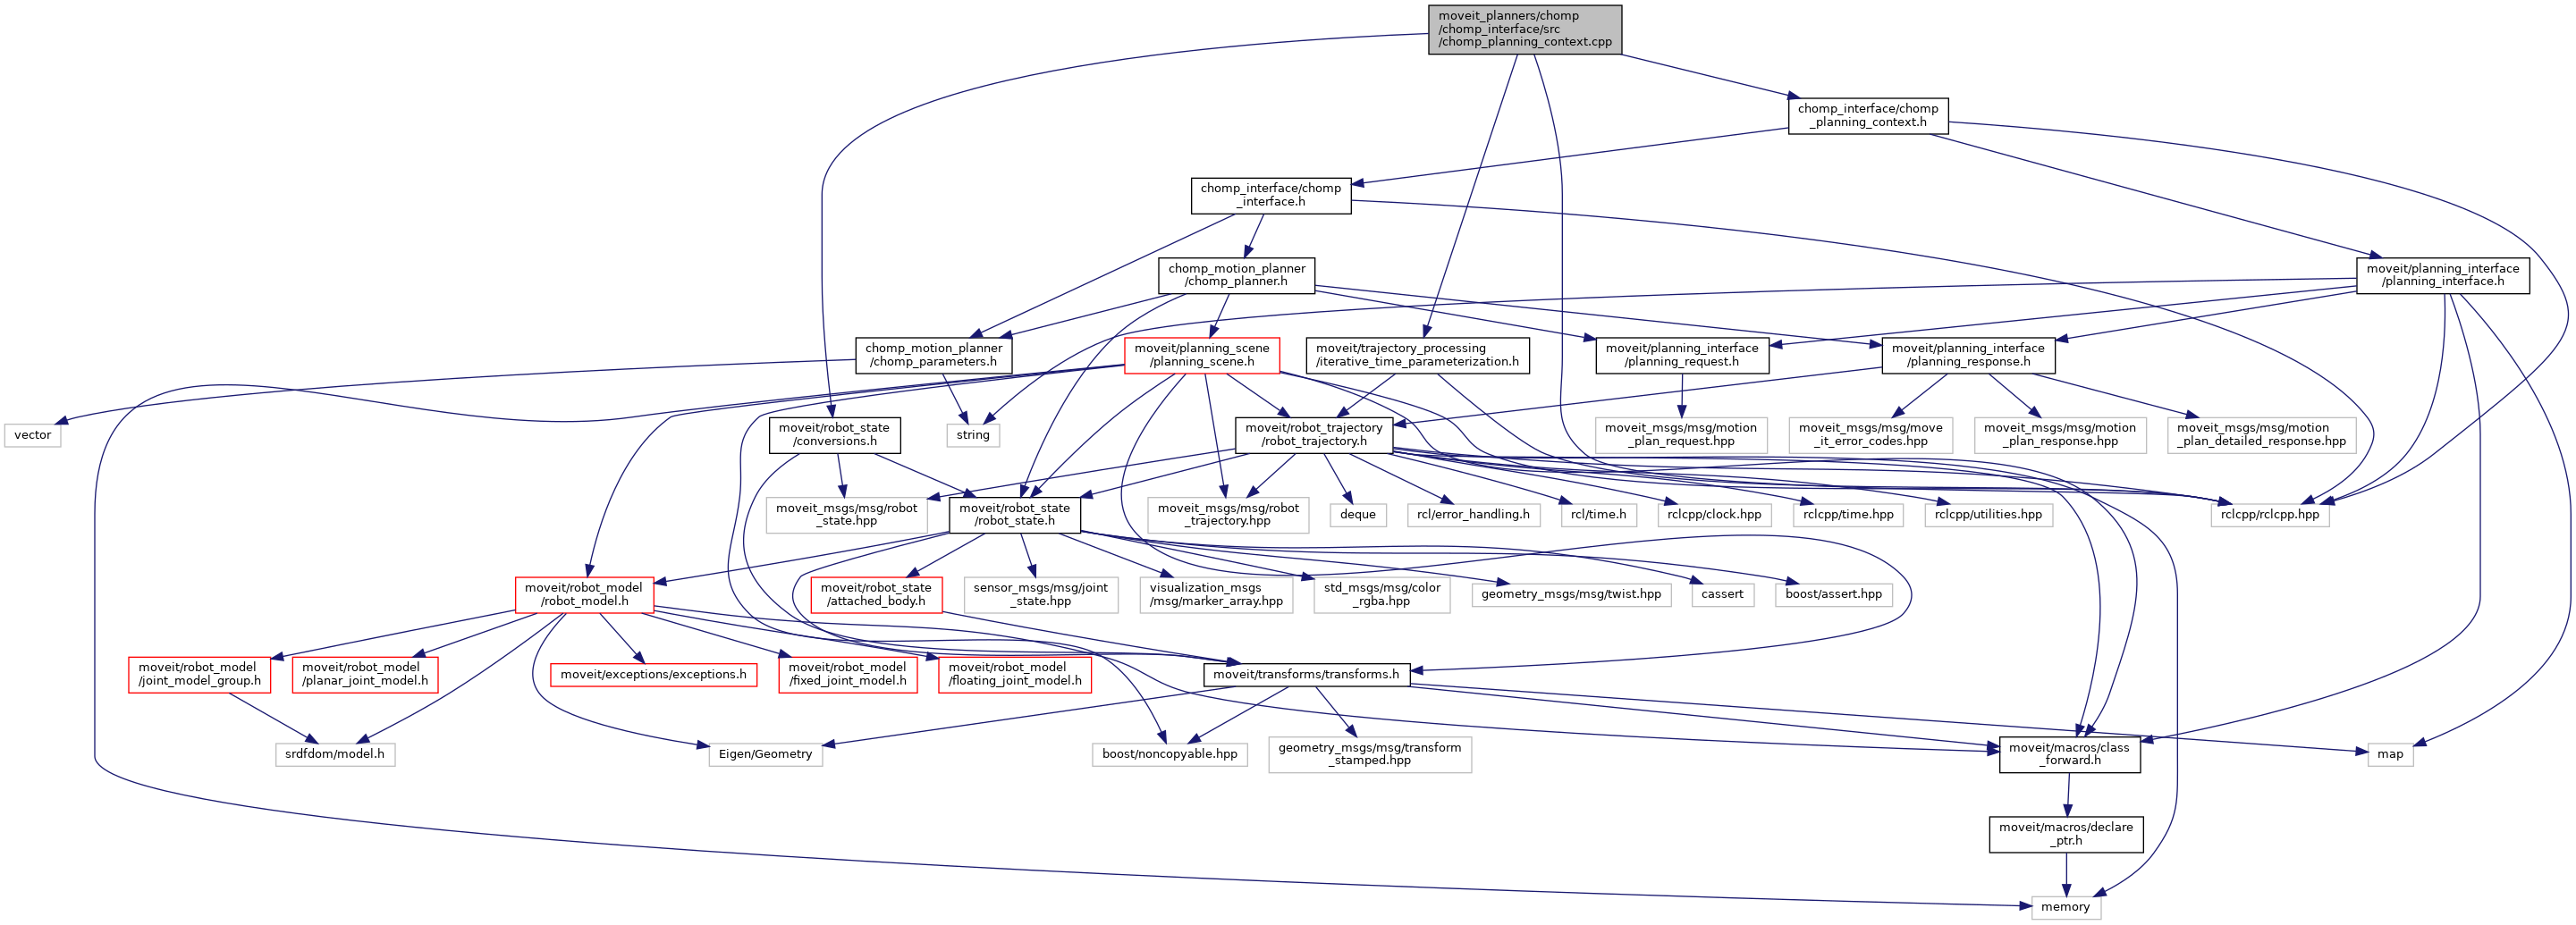 moveit_planners/chomp
/chomp_interface/src
/chomp_planning_context.cpp
chomp_interface/chomp
_planning_context.h
chomp_interface/chomp
_interface.h
chomp_motion_planner
/chomp_planner.h
moveit/planning_interface
/planning_interface.h
chomp_motion_planner
/chomp_parameters.h
moveit/planning_scene
/planning_scene.h
moveit/trajectory_processing
/iterative_time_parameterization.h
moveit/planning_interface
/planning_request.h
moveit/planning_interface
/planning_response.h
vector
moveit/robot_state
/conversions.h
string
moveit/robot_trajectory
/robot_trajectory.h
moveit_msgs/msg/motion
_plan_request.hpp
moveit_msgs/msg/move
_it_error_codes.hpp
moveit_msgs/msg/motion
_plan_response.hpp
moveit_msgs/msg/motion
_plan_detailed_response.hpp
moveit_msgs/msg/robot
_state.hpp
moveit/robot_state
/robot_state.h
moveit_msgs/msg/robot
_trajectory.hpp
deque
rcl/error_handling.h
rcl/time.h
rclcpp/clock.hpp
rclcpp/time.hpp
rclcpp/utilities.hpp
rclcpp/rclcpp.hpp
moveit/robot_model
/robot_model.h
moveit/robot_state
/attached_body.h
sensor_msgs/msg/joint
_state.hpp
visualization_msgs
/msg/marker_array.hpp
std_msgs/msg/color
_rgba.hpp
geometry_msgs/msg/twist.hpp
cassert
boost/assert.hpp
moveit/robot_model
/joint_model_group.h
moveit/robot_model
/planar_joint_model.h
moveit/exceptions/exceptions.h
moveit/robot_model
/fixed_joint_model.h
moveit/robot_model
/floating_joint_model.h
moveit/transforms/transforms.h
srdfdom/model.h
Eigen/Geometry
boost/noncopyable.hpp
geometry_msgs/msg/transform
_stamped.hpp
moveit/macros/class
_forward.h
map
moveit/macros/declare
_ptr.h
memory